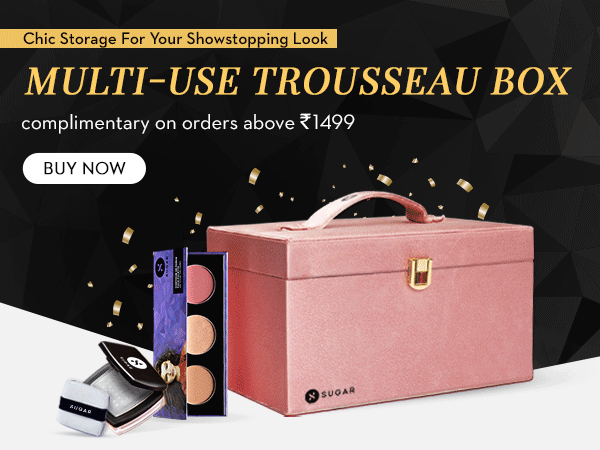 Chic Storage For Your Showstopping Look
MULTI-USE TROUSSEAU BOX
complimentary on orders above ₹1499
BUY NOW
SUGAR
SUGAR
SUGAR